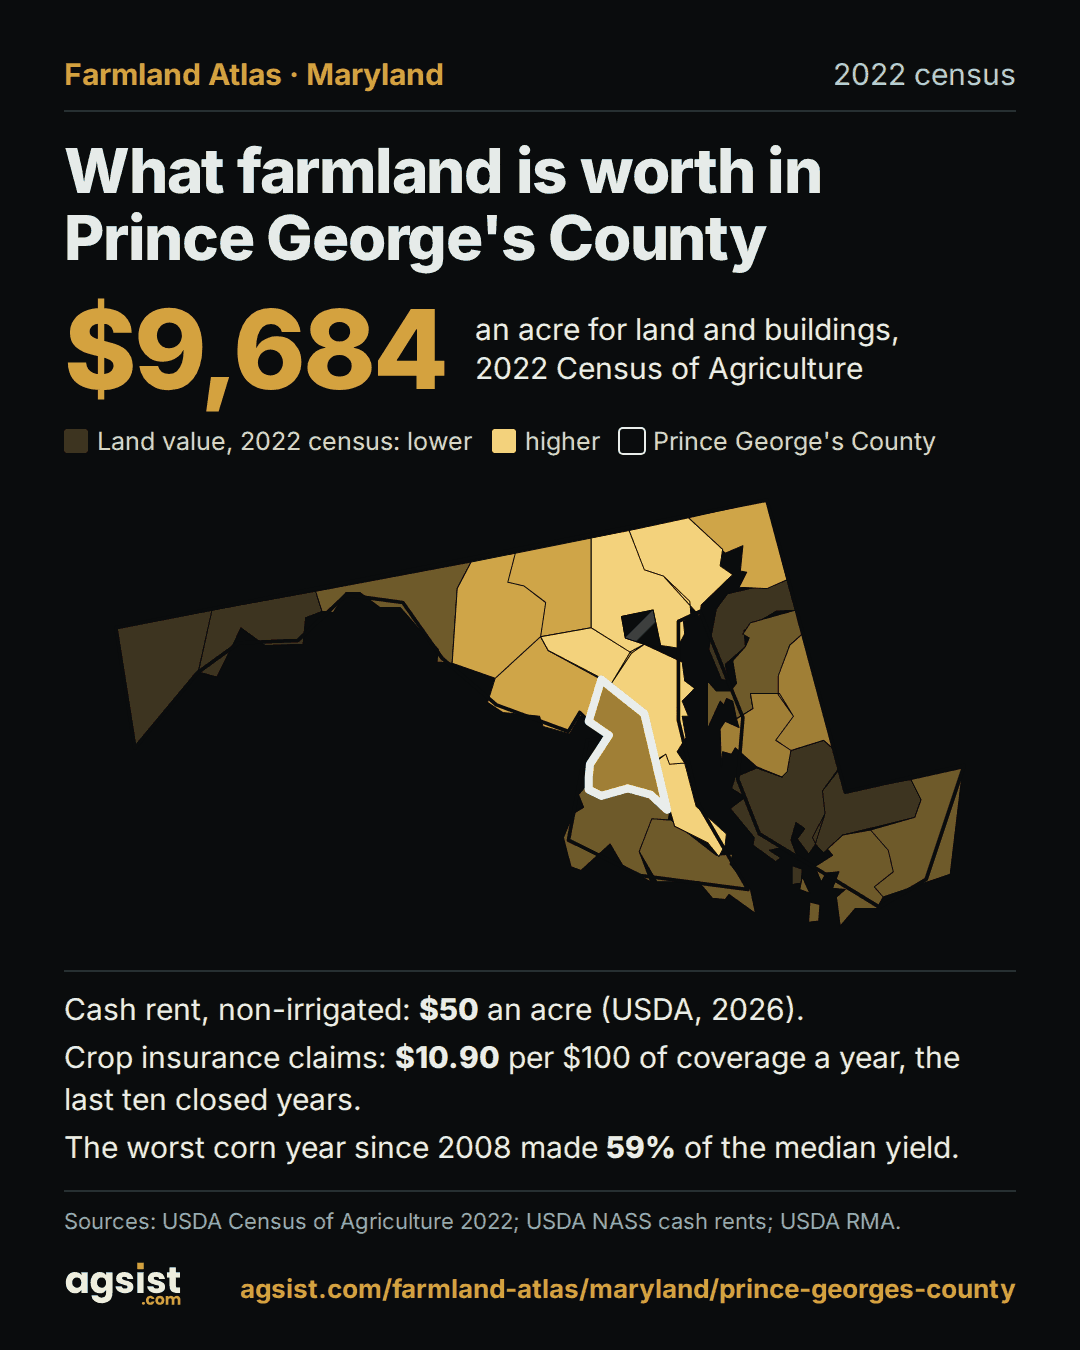 Farmland Atlas · Maryland
2022 census
What farmland is worth in
Prince George's County
$9,684
an acre for land and buildings,
2022 Census of Agriculture
Land value, 2022 census: lower
higher
Prince George's County
Cash rent, non-irrigated: $50 an acre (USDA, 2026).
Crop insurance claims: $10.90 per $100 of coverage a year, the
last ten closed years.
The worst corn year since 2008 made 59% of the median yield.
Sources: USDA Census of Agriculture 2022; USDA NASS cash rents; USDA RMA.
agsist
.com
agsist.com/farmland-atlas/maryland/prince-georges-county